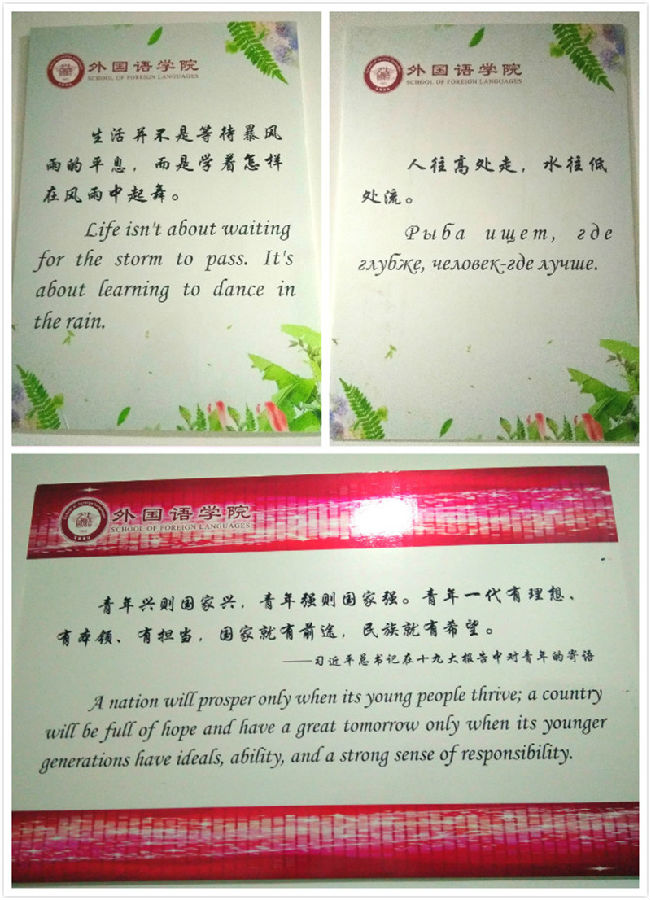 外国语学院
SCHOOL OF FOREIGN LANGUAGES
生活并不是等待暴风
雨的平息，而是学着怎样
在风雨中起舞。
Life isn't about waiting
for the storm to pass. It's
about learning to dance in
the rain.
外国语学院
SCHOOL OF FOREIGN LANGUAGES
人往高处走，水往低
处流。
Рыба ищет, где
глубже, человек-где лучше.
外国语学院
SCHOOL OF FOREIGN LANGUAGES
青年兴则国家兴，青年强则国家强。青年一代有理想、
有本领、有担当，国家就有前途，民族就有希望。
——习近平总书记在十九大报告中对青年的寄语
A nation will prosper only when its young people thrive; a country
will be full of hope and have a great tomorrow only when its younger
generations have ideals, ability, and a strong sense of responsibility.